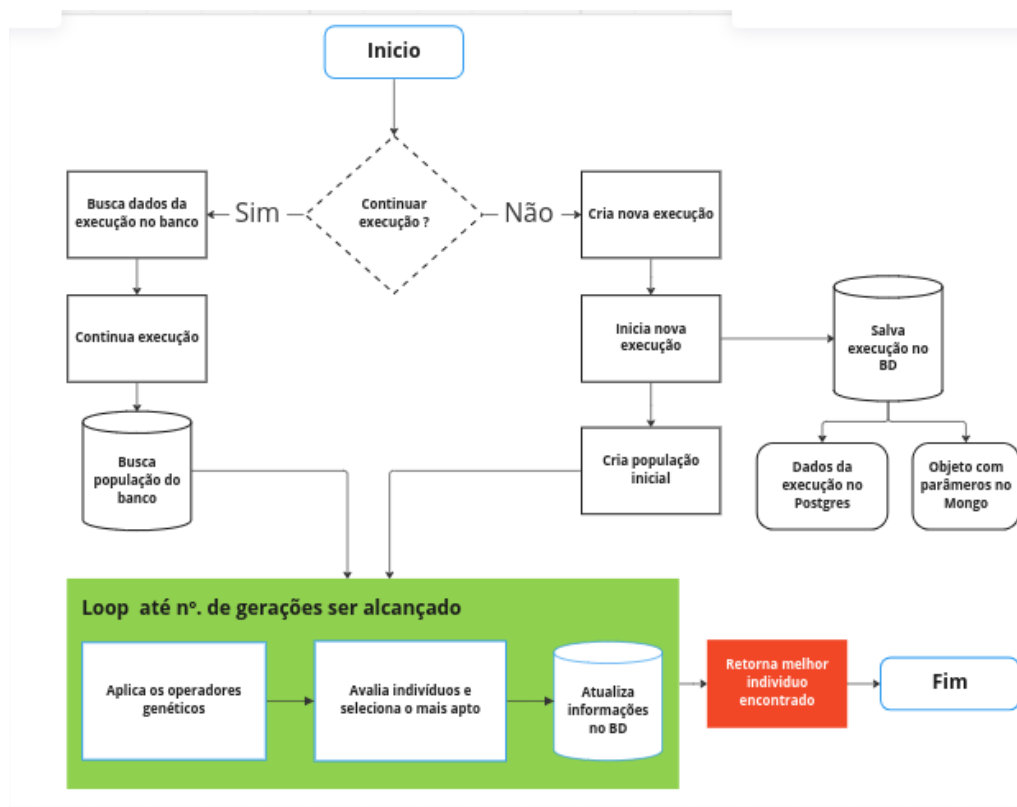 Inicio
Continuar
execução ?
Sim
Não
Busca dados da
execução no banco
Cria nova execução
Continua execução
Inicia nova
execução
Salva
execução no
BD
Busca
população do
banco
Cria população
inicial
Dados da
execução no
Postgres
Objeto com
parâmeros no
Mongo
Loop até nº. de gerações ser alcançado
Aplica os operadores
genéticos
Avalia indivíduos e
seleciona o mais apto
Atualiza
informações
no BD
Retorna melhor
individuo
encontrado
Fim